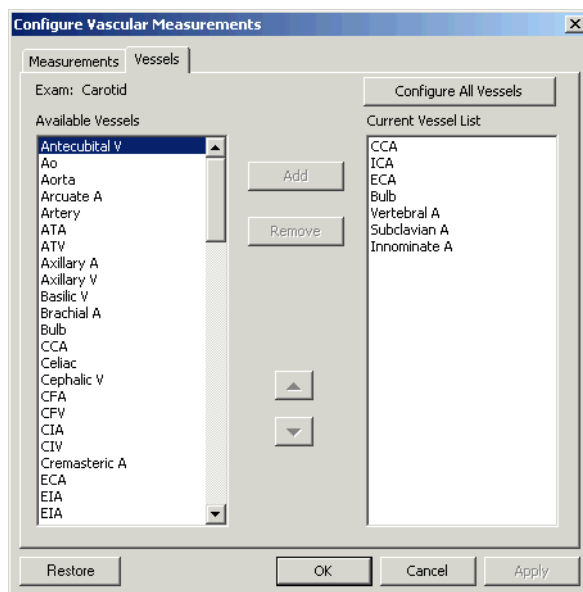 Configure Vascular Measurements
Measurements Vessels
Exam: Carotid
Configure All Vessels
Available Vessels
Antecubital V
Ao
Aorta
Arcuate A
Artery
ATA
ATV
Axillary A
Axillary V
Basilic V
Brachial A
Bulb
CCA
Celiac
Cephalic V
CFA
CFV
CIA
CIV
Cremasteric A
ECA
EIA
EIA
Add
Remove
Current Vessel List
CCA
ICA
ECA
Bulb
Vertebral A
Subclavian A
Innominate A
Restore
OK
Cancel
Apply